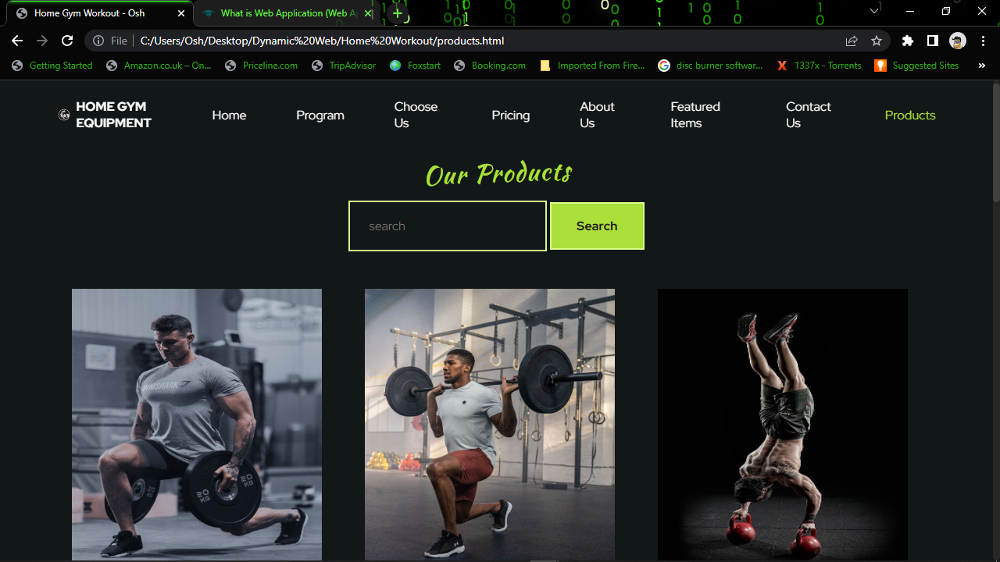 Home Gym Workout - Osh
What is Web Application (Web A
File
C:/Users/Osh/Desktop/Dynamic%20Web/Home%20Workout/products.html
Getting Started
Amazon.co.uk – On...
Priceline.com
TripAdvisor
Foxstart
Booking.com
Imported From Fire...
disc burner softwar...
1337x - Torrents
Suggested Sites
»
HOME GYM
EQUIPMENT
Home
Program
Choose
Us
Pricing
About
Us
Featured
Items
Contact
Us
Products
Our Products
search
Search
GYMSHARK
20
KG
20
KG